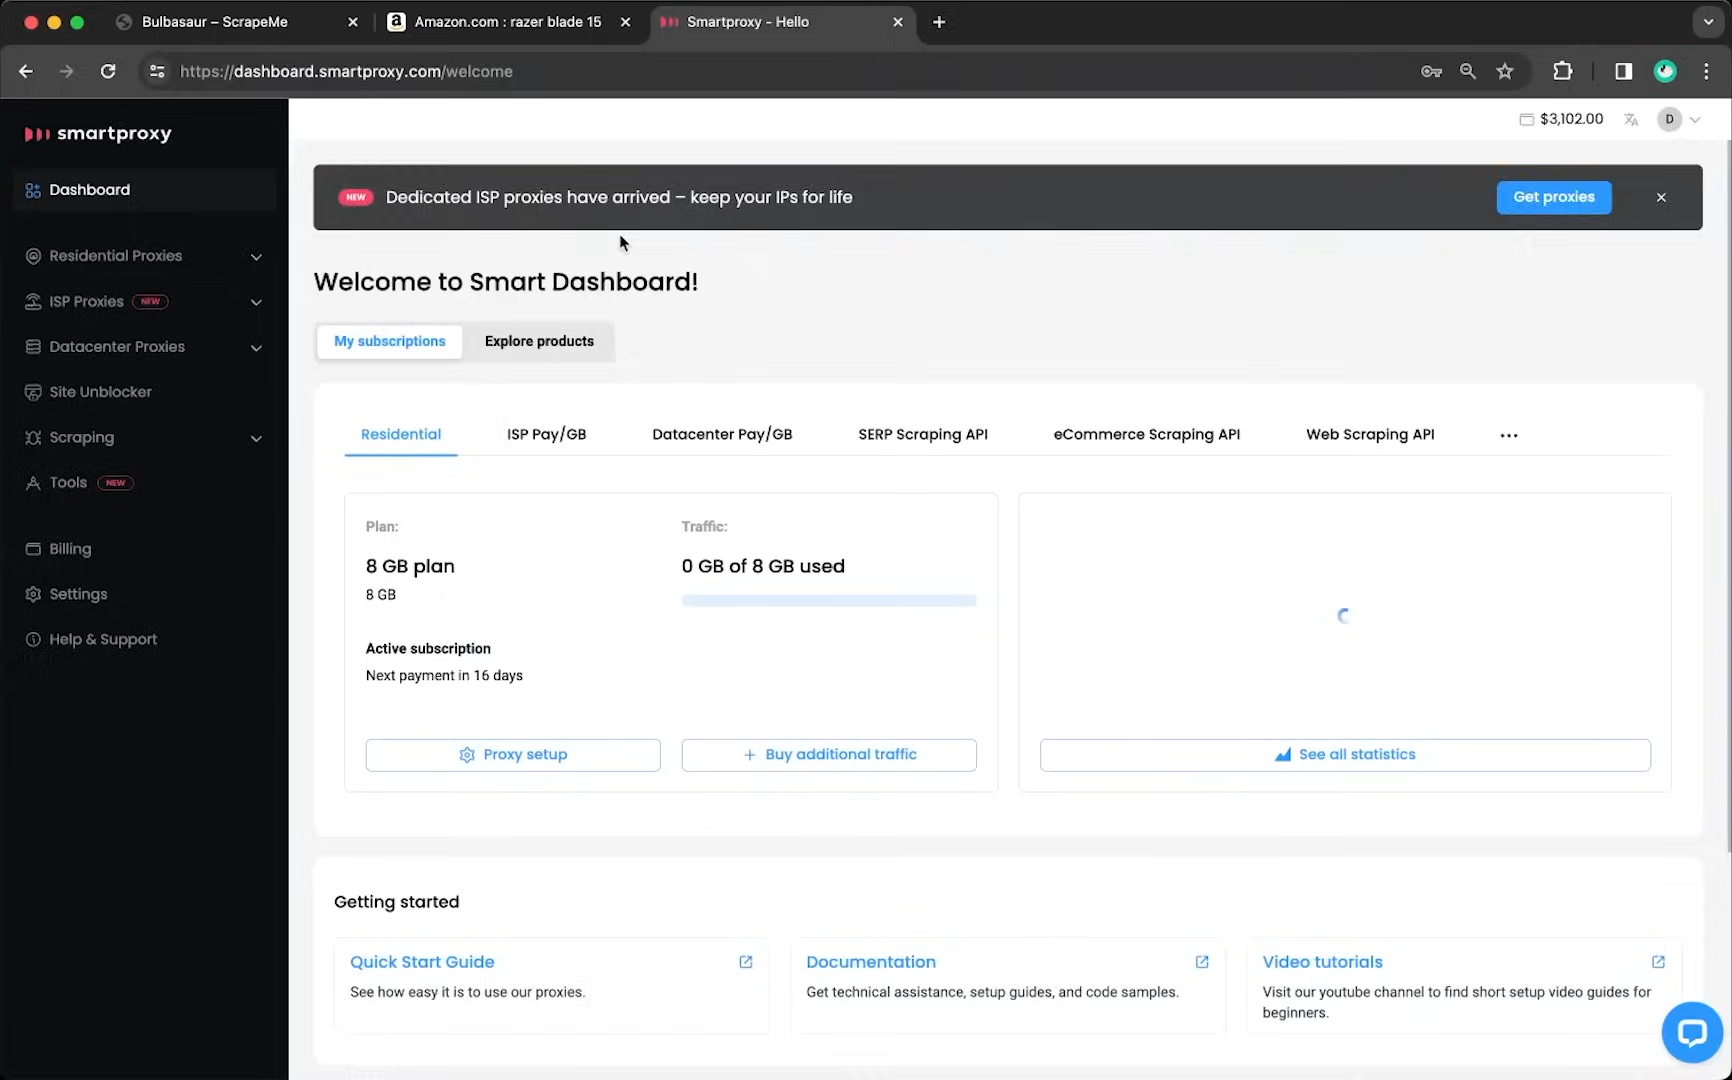 Bulbasaur – ScrapeMe
Amazon.com : razer blade 15
Smartproxy - Hello
https://dashboard.smartproxy.com/welcome
smartproxy
$3,102.00
D
Dashboard
Residential Proxies
ISP Proxies NEW
Datacenter Proxies
Site Unblocker
Scraping
Tools NEW
Billing
Settings
Help & Support
NEW Dedicated ISP proxies have arrived – keep your IPs for life
Get proxies
Welcome to Smart Dashboard!
My subscriptions
Explore products
Residential
ISP Pay/GB
Datacenter Pay/GB
SERP Scraping API
eCommerce Scraping API
Web Scraping API
Plan:
8 GB plan
8 GB
Traffic:
0 GB of 8 GB used
Active subscription
Next payment in 16 days
Proxy setup
+ Buy additional traffic
See all statistics
Getting started
Quick Start Guide
See how easy it is to use our proxies.
Documentation
Get technical assistance, setup guides, and code samples.
Video tutorials
Visit our youtube channel to find short setup video guides for
beginners.